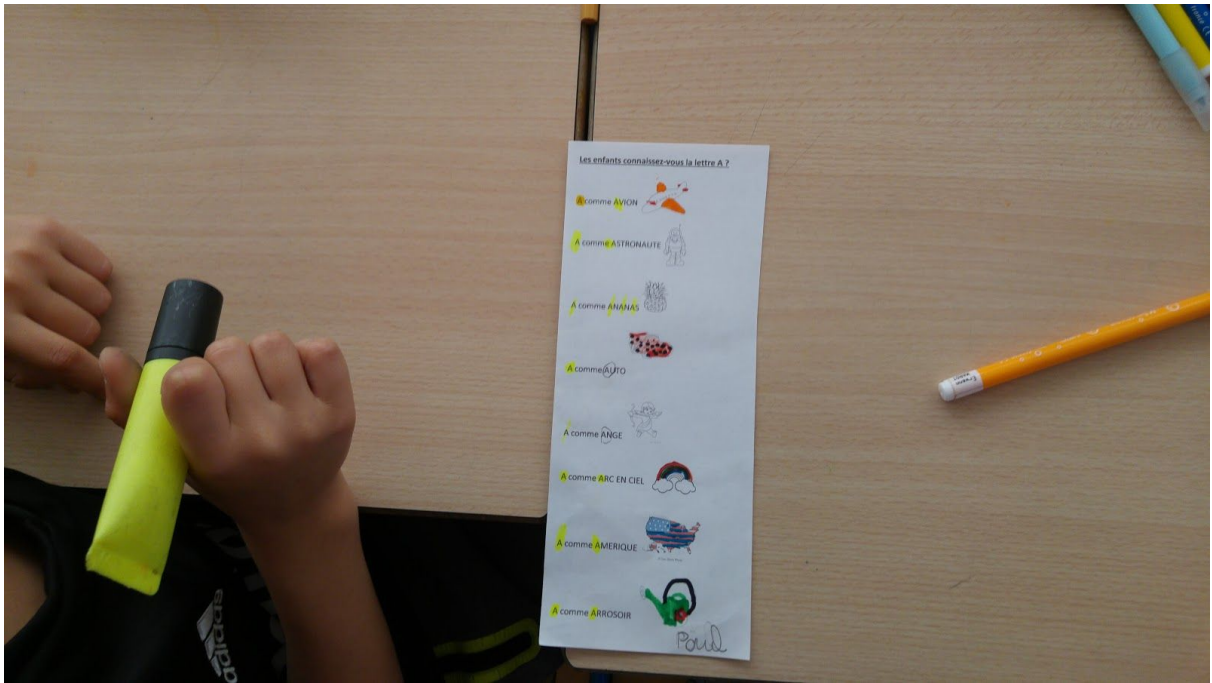 Les enfants connaissez-vous la lettre A ?
A comme AVION
A comme ASTRONAUTE
A comme ANANAS
A comme AUTO
A comme ANGE
A comme ARC EN CIEL
A comme AMERIQUE
A comme ARROSOIR
Paul
adidas